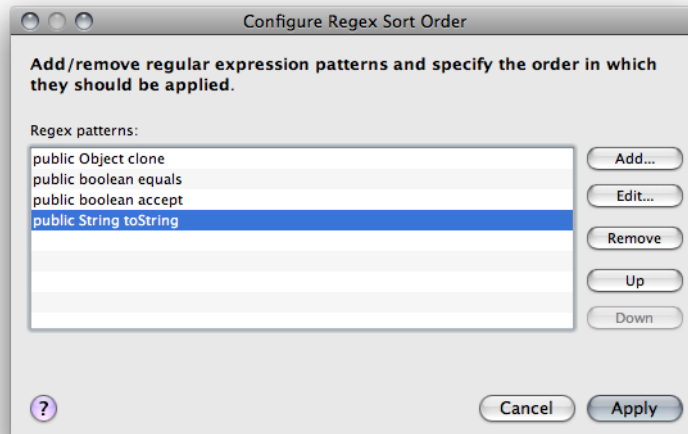 Configure Regex Sort Order
Add/remove regular expression patterns and specify the order in which
they should be applied.
Regex patterns:
public Object clone
public boolean equals
public boolean accept
public String toString
Add...
Edit...
Remove
Up
Down
?
Cancel
Apply